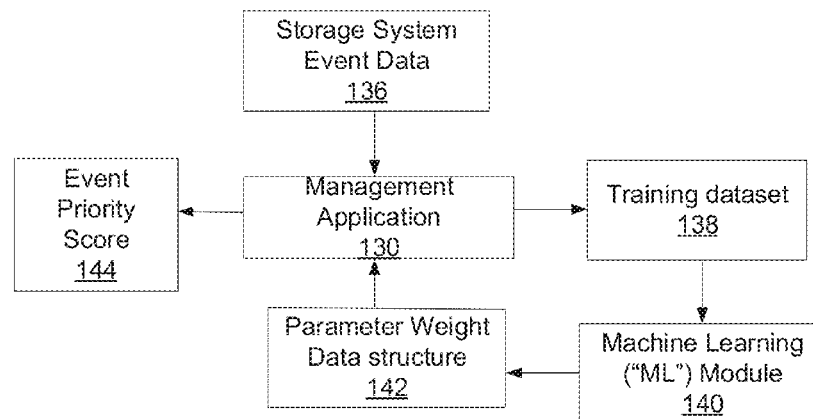 Storage System
Event Data
136
Event
Priority
Score
144
Management
Application
130
Training dataset
138
Parameter Weight
Data structure
142
Machine Learning
("ML") Module
140